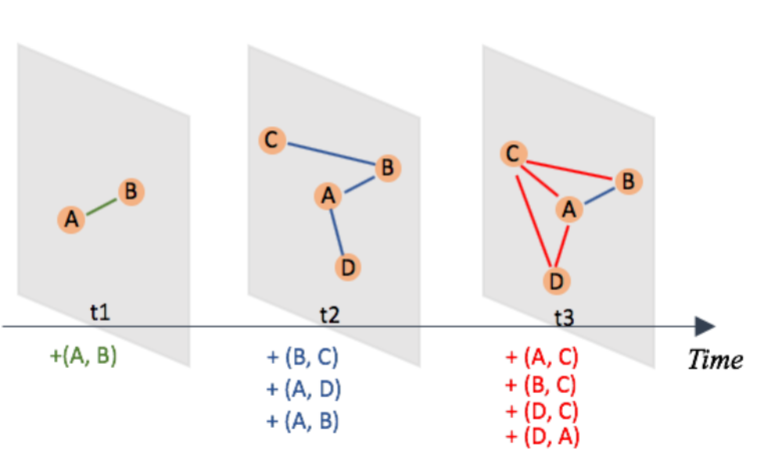 A B
t1
+(A, B)
C
B
A
D
t2
+ (B, C)
+ (A, D)
+ (A, B)
C
B
A
D
t3
+ (A, C)
+ (B, C)
+ (D, C)
+ (D, A)
Time